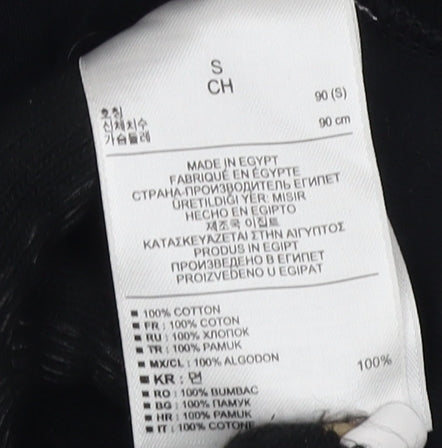 S
CH
호칭 90 (S)
신체치수
가슴둘레 90 cm
MADE IN EGYPT
FABRIQUÉ EN ÉGYPTE
СТРАНА-ПРОИЗВОДИТЕЛЬ ЕГИПЕТ
ÜRETİLDİĞİ YER: MISIR
HECHO EN EGIPTO
제조국 이집트
ΚΑΤΑΣΚΕΥΑΖΕΤΑΙ ΣΤΗΝ ΑΙΓΥΠΤΟΣ
PRODUS IN EGIPT
ПРОИЗВЕДЕНО В ЕГИПЕТ
PROIZVEDENO U EGIPAT
100% COTTON
FR : 100% COTON
RU : 100% ХЛОПОК
TR : 100% PAMUK
MX/CL : 100% ALGODON
KR : 면 100%
RO : 100% BUMBAC
BG : 100% ПАМУК
HR : 100% PAMUK
IT : 100% COTONE